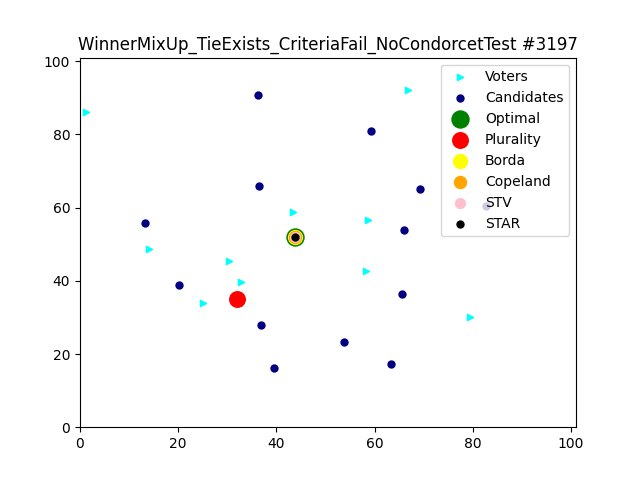 WinnerMixUp_TieExists_CriteriaFail_NoCondorcetTest #3197
100
80
60
40
20
0
0
20
40
60
80
100
Voters
Candidates
Optimal
Plurality
Borda
Copeland
STV
STAR